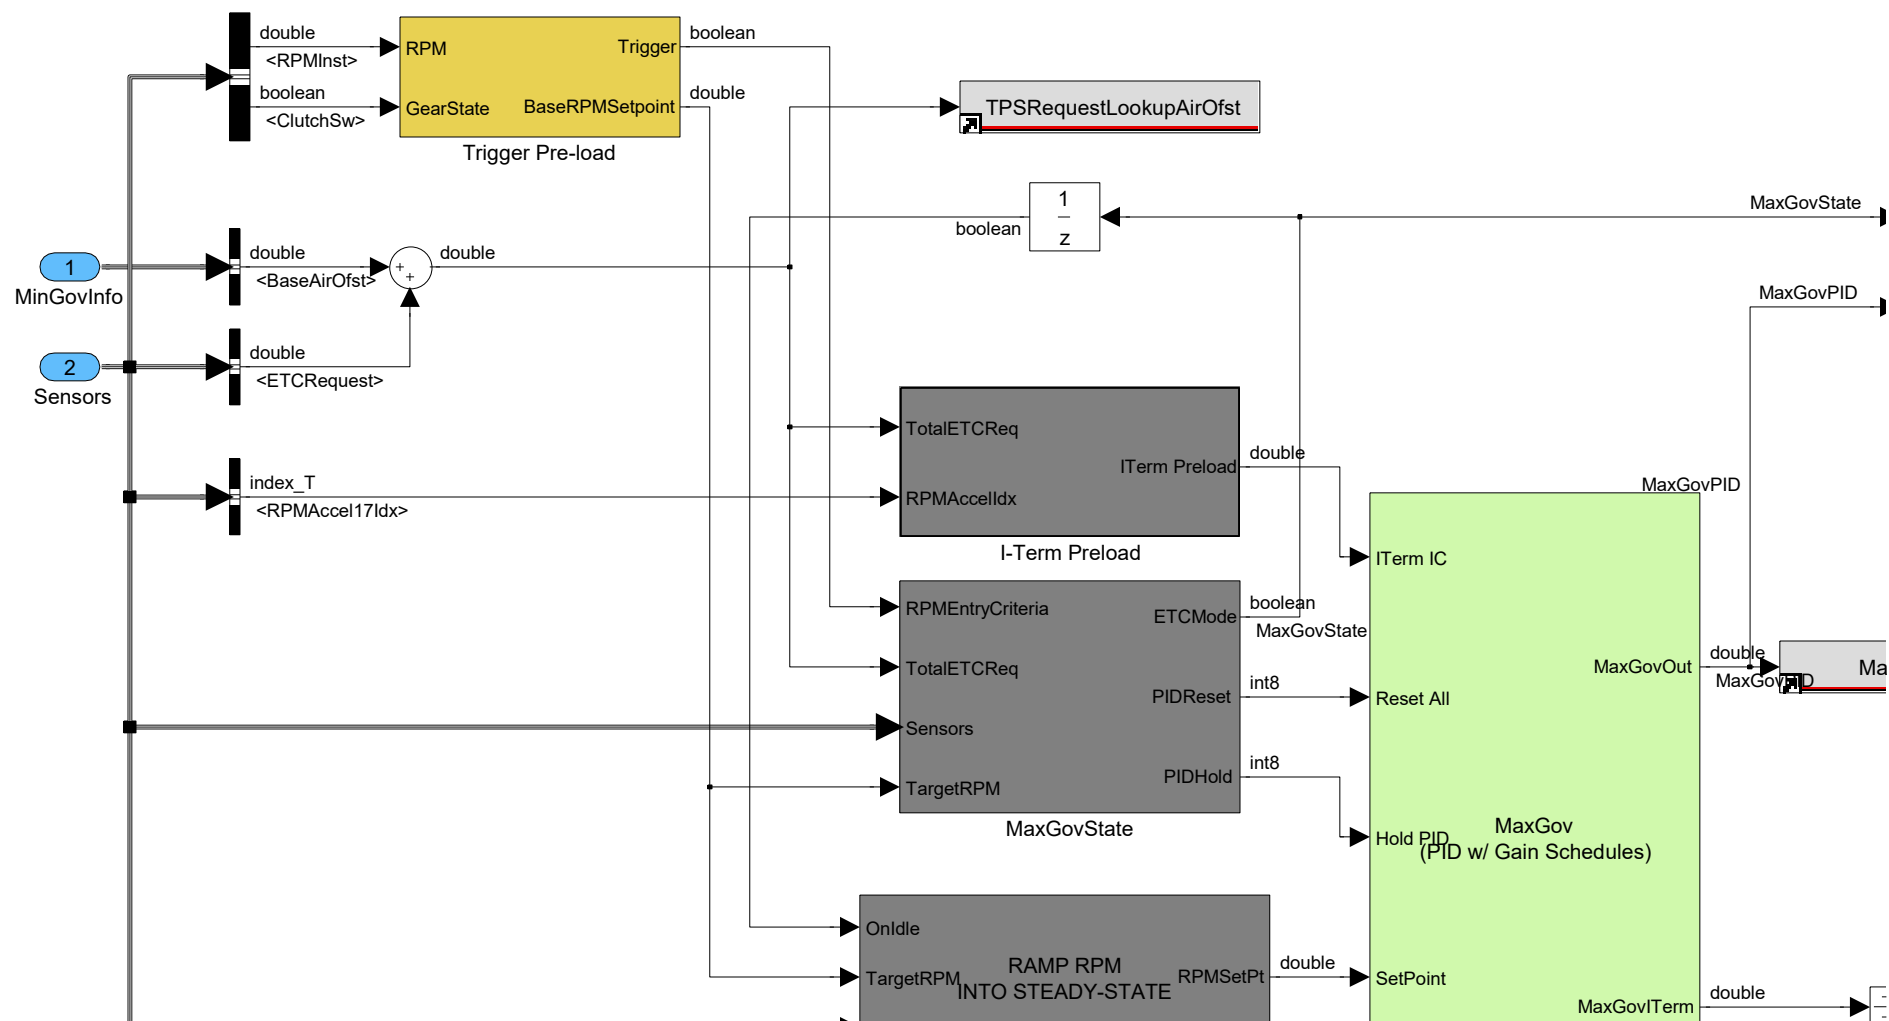 double
<RPMInst>
boolean
<ClutchSw>
RPM
Trigger
GearState
BaseRPMSetpoint
Trigger Pre-load
boolean
double
TPSRequestLookupAirOfst
1
z
boolean
MaxGovState
MaxGovPID
1
MinGovInfo
double
<BaseAirOfst>
+
+
double
2
Sensors
double
<ETCRequest>
index_T
<RPMAccel17Idx>
TotalETCReq
ITerm Preload
RPMAccelIdx
I-Term Preload
double
RPMEntryCriteria
ETCMode
TotalETCReq
PIDReset
Sensors
PIDHold
TargetRPM
MaxGovState
boolean
MaxGovState
int8
int8
MaxGovPID
ITerm IC
MaxGovOut
Reset All
Hold PID
MaxGov
(PID w/ Gain Schedules)
SetPoint
MaxGovITerm
double
MaxGovPID
Ma
OnIdle
TargetRPM
RAMP RPM
INTO STEADY-STATE
RPMSetPt
double
double